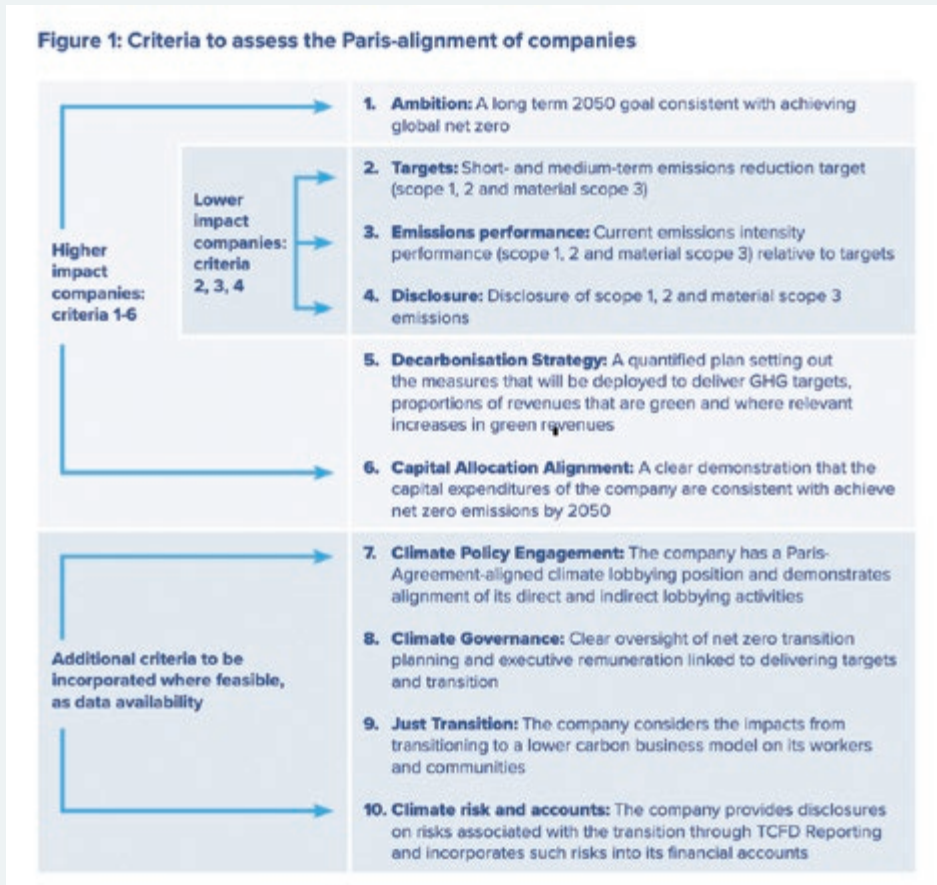 Figure 1: Criteria to assess the Paris-alignment of companies
Higher
impact
companies:
criteria 1-6
Lower
impact
companies:
criteria
2, 3, 4
1. Ambition: A long term 2050 goal consistent with achieving
global net zero
2. Targets: Short- and medium-term emissions reduction target
(scope 1, 2 and material scope 3)
3. Emissions performance: Current emissions intensity
performance (scope 1, 2 and material scope 3) relative to targets
4. Disclosure: Disclosure of scope 1, 2 and material scope 3
emissions
5. Decarbonisation Strategy: A quantified plan setting out
the measures that will be deployed to deliver GHG targets,
proportions of revenues that are green and where relevant
increases in green revenues
6. Capital Allocation Alignment: A clear demonstration that the
capital expenditures of the company are consistent with achieve
net zero emissions by 2050
Additional criteria to be
incorporated where feasible,
as data availability
7. Climate Policy Engagement: The company has a Paris-
Agreement-aligned climate lobbying position and demonstrates
alignment of its direct and indirect lobbying activities
8. Climate Governance: Clear oversight of net zero transition
planning and executive remuneration linked to delivering targets
and transition
9. Just Transition: The company considers the impacts from
transitioning to a lower carbon business model on its workers
and communities
10. Climate risk and accounts: The company provides disclosures
on risks associated with the transition through TCFD Reporting
and incorporates such risks into its financial accounts